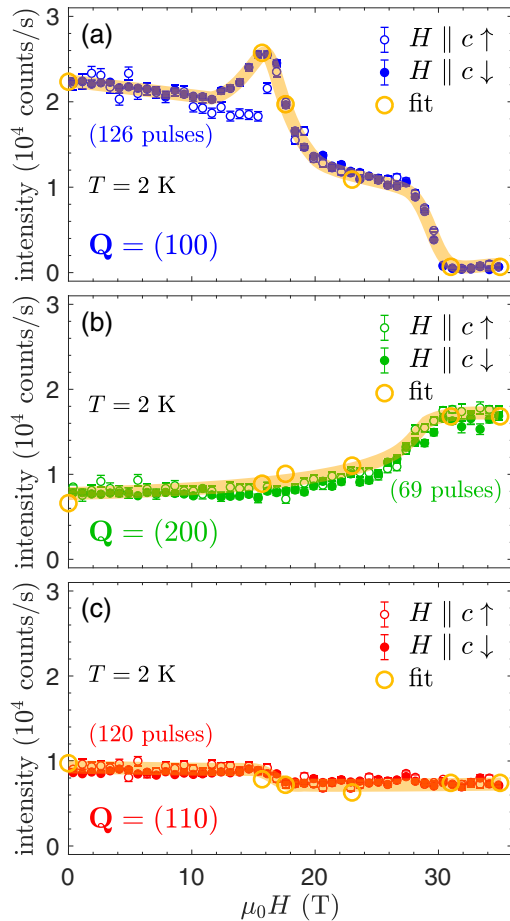 (a)
H ∥ c ↑
H ∥ c ↓
fit
(126 pulses)
T = 2 K
Q = (100)
intensity (10⁴ counts/s)
3
2
1
0
(b)
H ∥ c ↑
H ∥ c ↓
fit
T = 2 K
(69 pulses)
Q = (200)
intensity (10⁴ counts/s)
3
2
1
0
(c)
H ∥ c ↑
H ∥ c ↓
fit
T = 2 K
(120 pulses)
Q = (110)
intensity (10⁴ counts/s)
3
2
1
0
0 10 20 30
μ₀H (T)